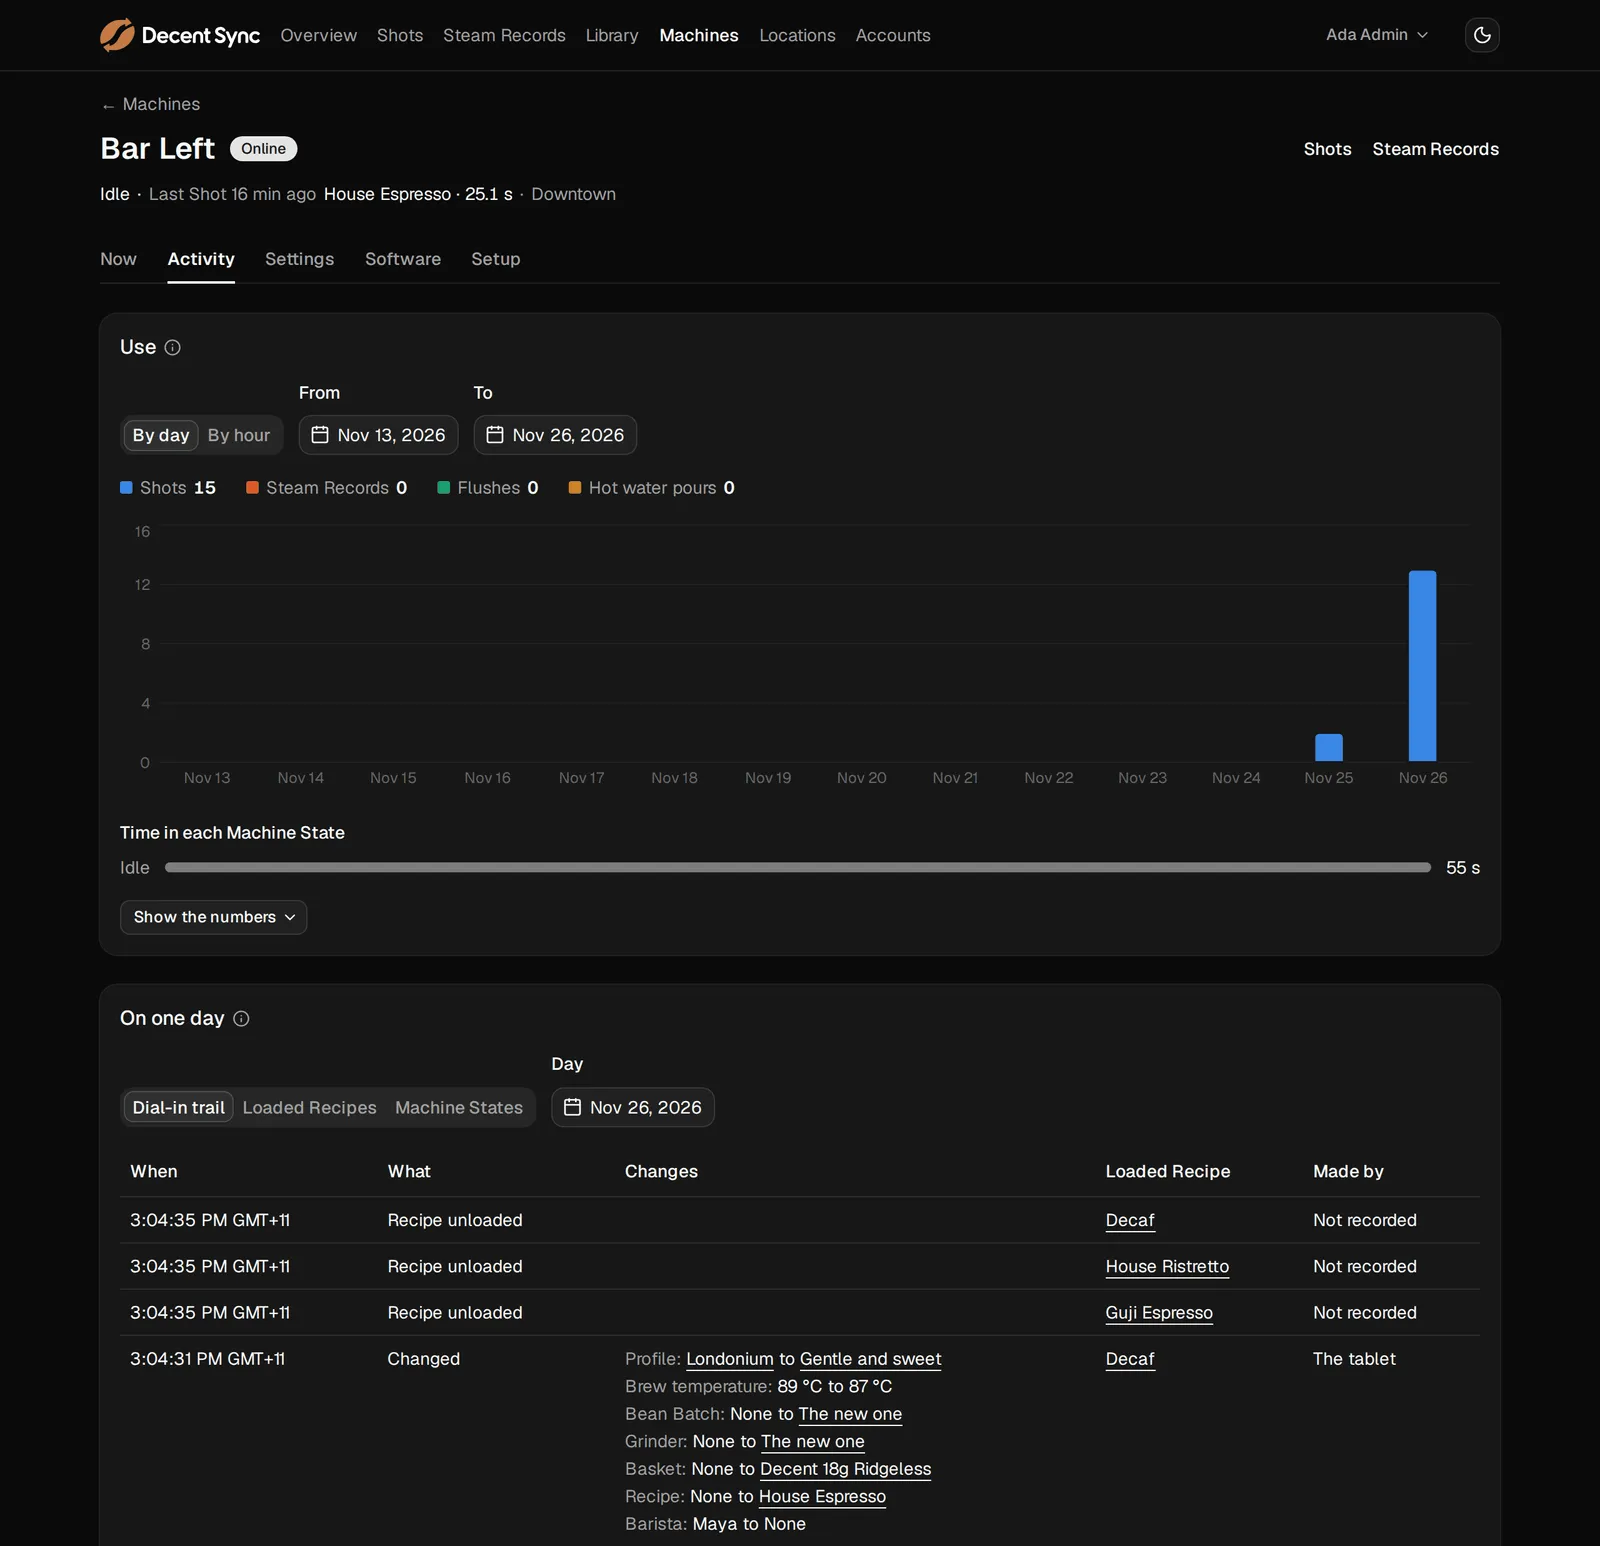 Decent Sync Overview Shots Steam Records Library Machines Locations Accounts Ada Admin
← Machines
Bar Left Online Shots Steam Records
Idle · Last Shot 16 min ago House Espresso · 25.1 s · Downtown
Now Activity Settings Software Setup
Use
From To
By day By hour Nov 13, 2026 Nov 26, 2026
Shots 15 Steam Records 0 Flushes 0 Hot water pours 0
16
12
8
4
0
Nov 13 Nov 14 Nov 15 Nov 16 Nov 17 Nov 18 Nov 19 Nov 20 Nov 21 Nov 22 Nov 23 Nov 24 Nov 25 Nov 26
Time in each Machine State
Idle 55 s
Show the numbers
On one day
Day
Dial-in trail Loaded Recipes Machine States Nov 26, 2026
When What Changes Loaded Recipe Made by
3:04:35 PM GMT+11 Recipe unloaded Decaf Not recorded
3:04:35 PM GMT+11 Recipe unloaded House Ristretto Not recorded
3:04:35 PM GMT+11 Recipe unloaded Guji Espresso Not recorded
3:04:31 PM GMT+11 Changed Profile: Londonium to Gentle and sweet Decaf The tablet
Brew temperature: 89 °C to 87 °C
Bean Batch: None to The new one
Grinder: None to The new one
Basket: None to Decent 18g Ridgeless
Recipe: None to House Espresso
Barista: Maya to None